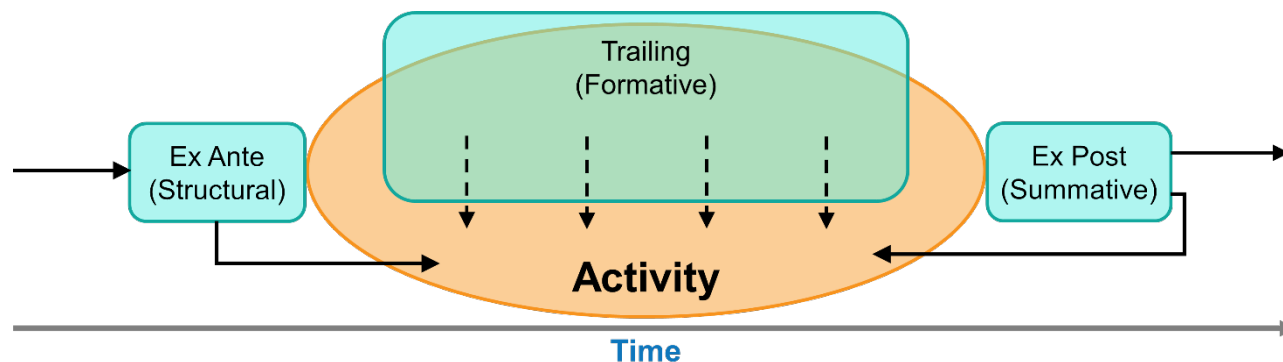 Trailing
(Formative)
Ex Ante
(Structural)
Ex Post
(Summative)
Activity
Time